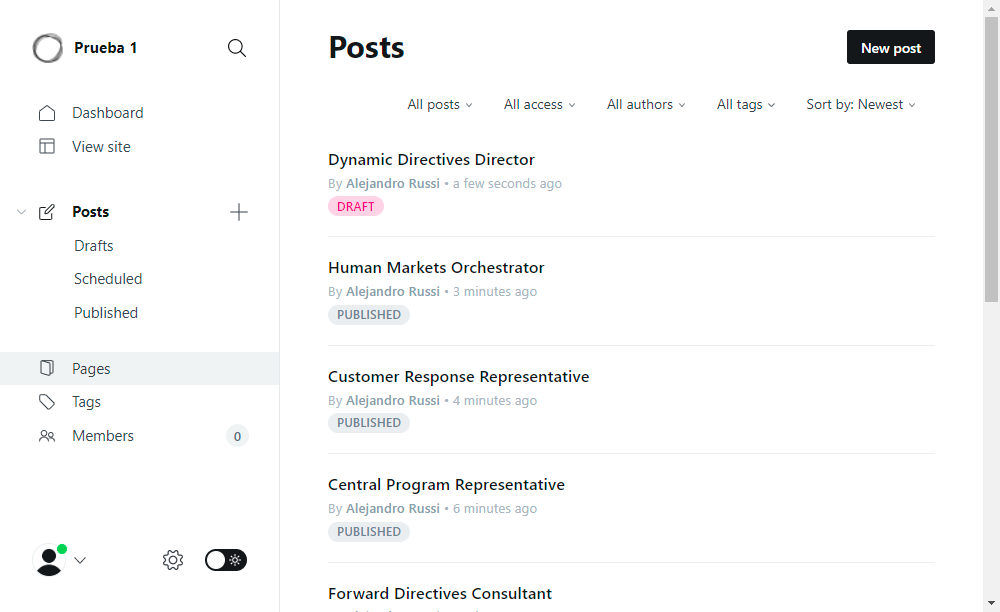 Prueba 1
Dashboard
View site
Posts
Drafts
Scheduled
Published
Pages
Tags
Members
0
Posts
New post
All posts
All access
All authors
All tags
Sort by: Newest
Dynamic Directives Director
By Alejandro Russi • a few seconds ago
DRAFT
Human Markets Orchestrator
By Alejandro Russi • 3 minutes ago
PUBLISHED
Customer Response Representative
By Alejandro Russi • 4 minutes ago
PUBLISHED
Central Program Representative
By Alejandro Russi • 6 minutes ago
PUBLISHED
Forward Directives Consultant